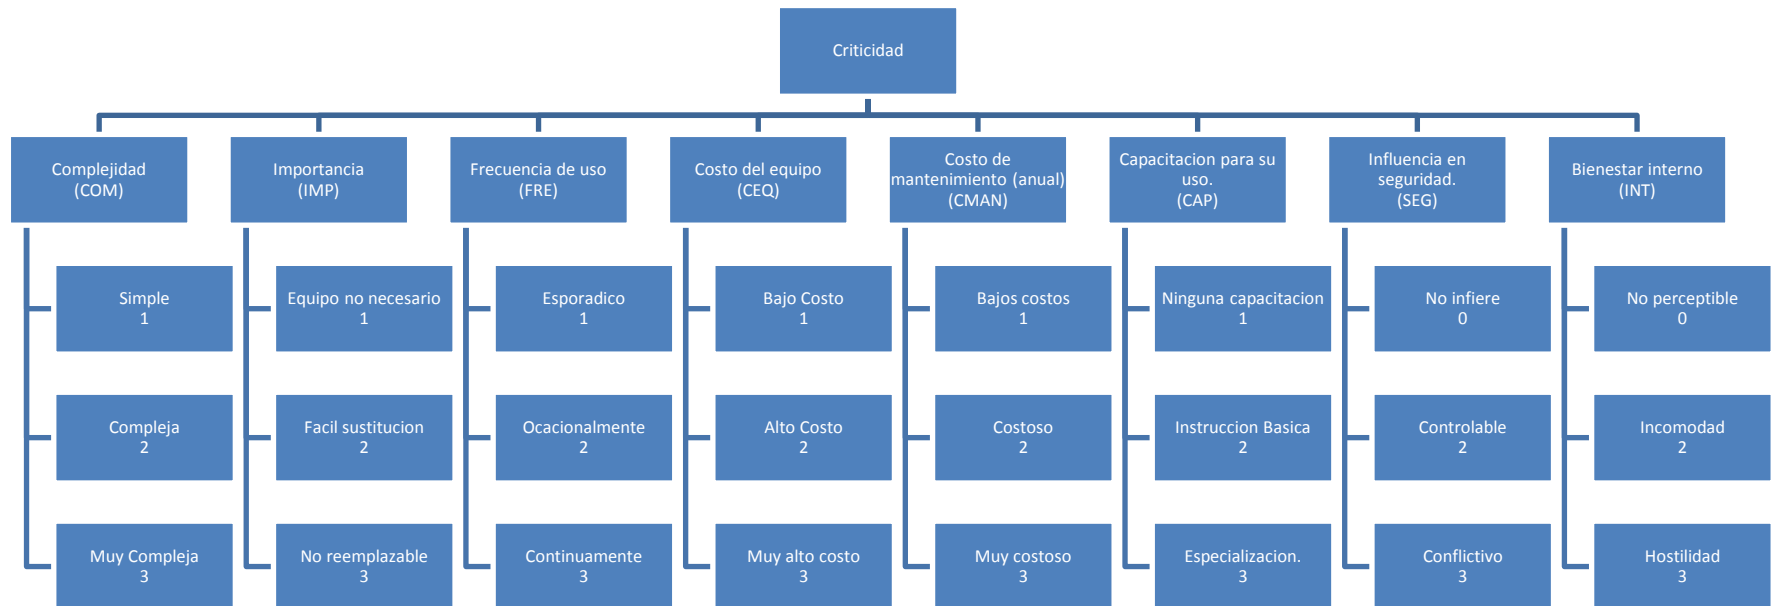 Criticidad
Complejidad
(COM)
Importancia
(IMP)
Frecuencia de uso
(FRE)
Costo del equipo
(CEQ)
Costo de
mantenimiento (anual)
(CMAN)
Capacitacion para su
uso.
(CAP)
Influencia en
seguridad.
(SEG)
Bienestar interno
(INT)
Simple
1
Equipo no necesario
1
Esporadico
1
Bajo Costo
1
Bajos costos
1
Ninguna capacitacion
1
No infiere
0
No perceptible
0
Compleja
2
Facil sustitucion
2
Ocacionalmente
2
Alto Costo
2
Costoso
2
Instruccion Basica
2
Controlable
2
Incomodad
2
Muy Compleja
3
No reemplazable
3
Continuamente
3
Muy alto costo
3
Muy costoso
3
Especializacion.
3
Conflictivo
3
Hostilidad
3